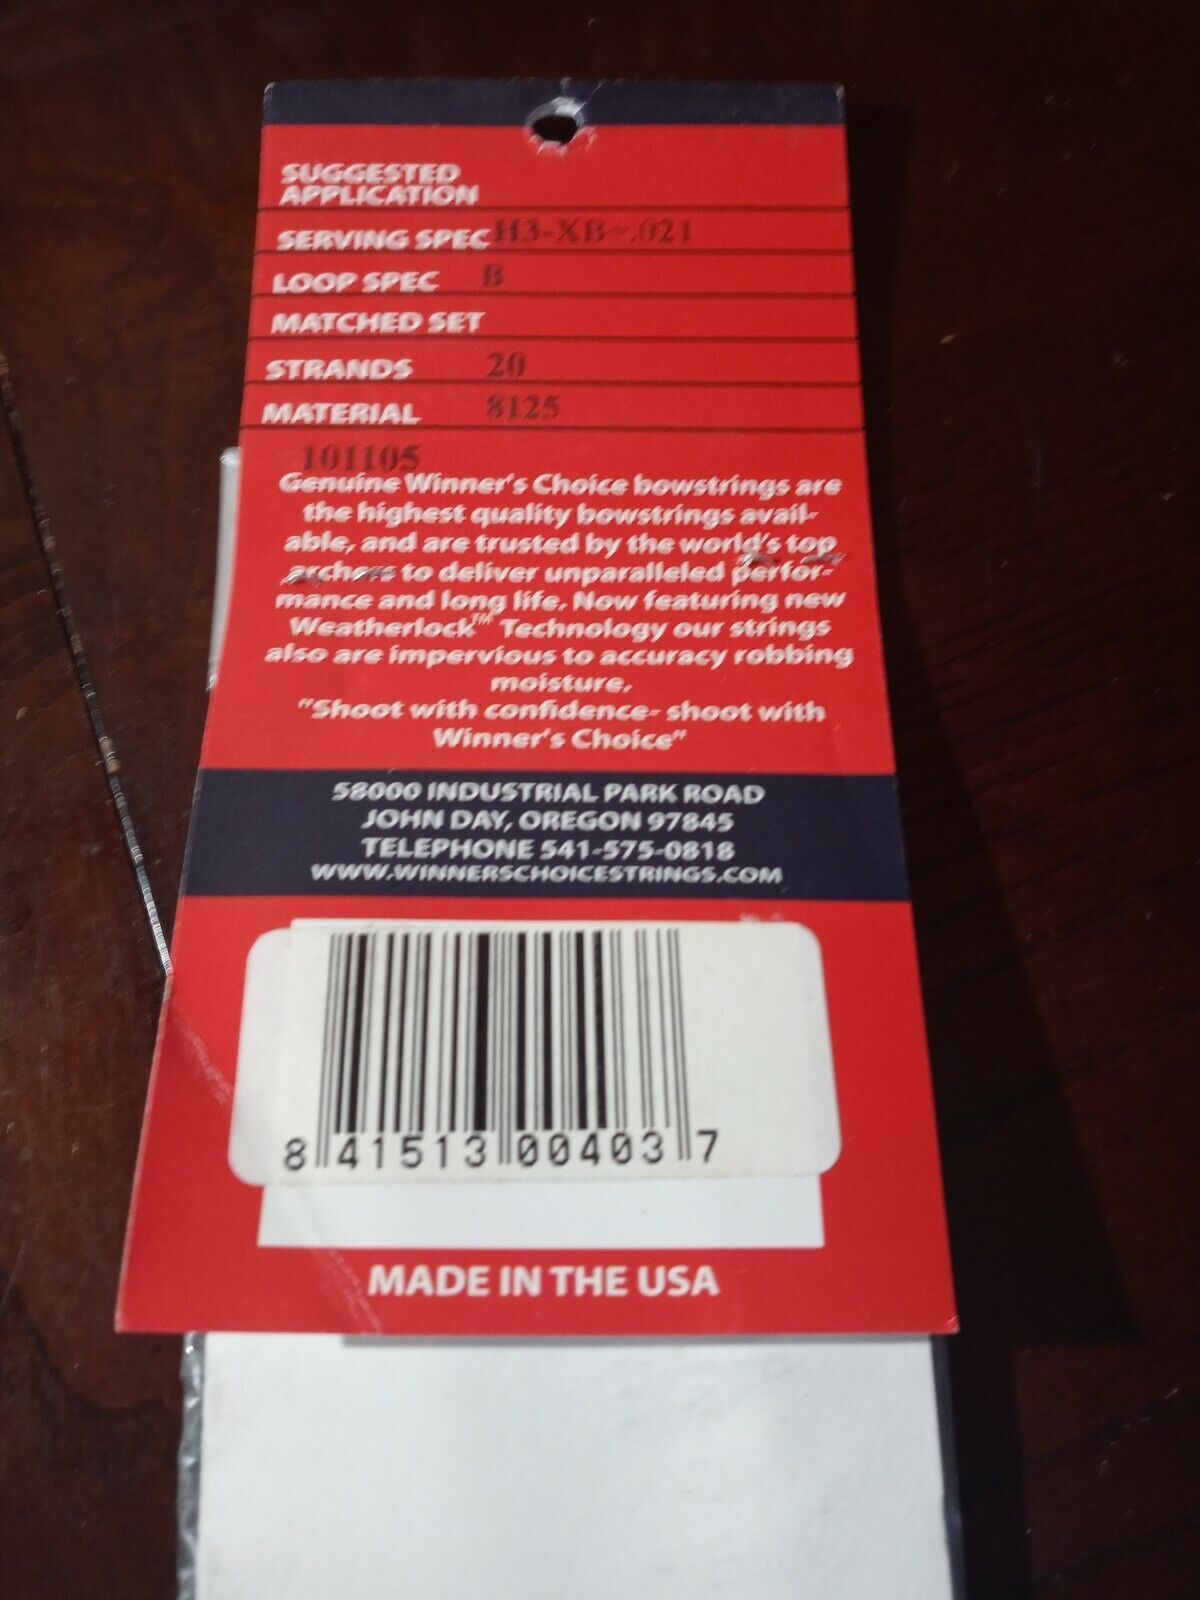 SUGGESTED
APPLICATION
SERVING SPEC H3-XB-.021
LOOP SPEC B
MATCHED SET
STRANDS 20
MATERIAL 8125
101105
Genuine Winner's Choice bowstrings are
the highest quality bowstrings avail-
able, and are trusted by the world's top
archers to deliver unparalleled perfor-
mance and long life. Now featuring new
Weatherlock™ Technology our strings
also are impervious to accuracy robbing
moisture.
"Shoot with confidence- shoot with
Winner's Choice"
58000 INDUSTRIAL PARK ROAD
JOHN DAY, OREGON 97845
TELEPHONE 541-575-0818
WWW.WINNERSCHOICESTRINGS.COM
8 41513 00403 7
MADE IN THE USA